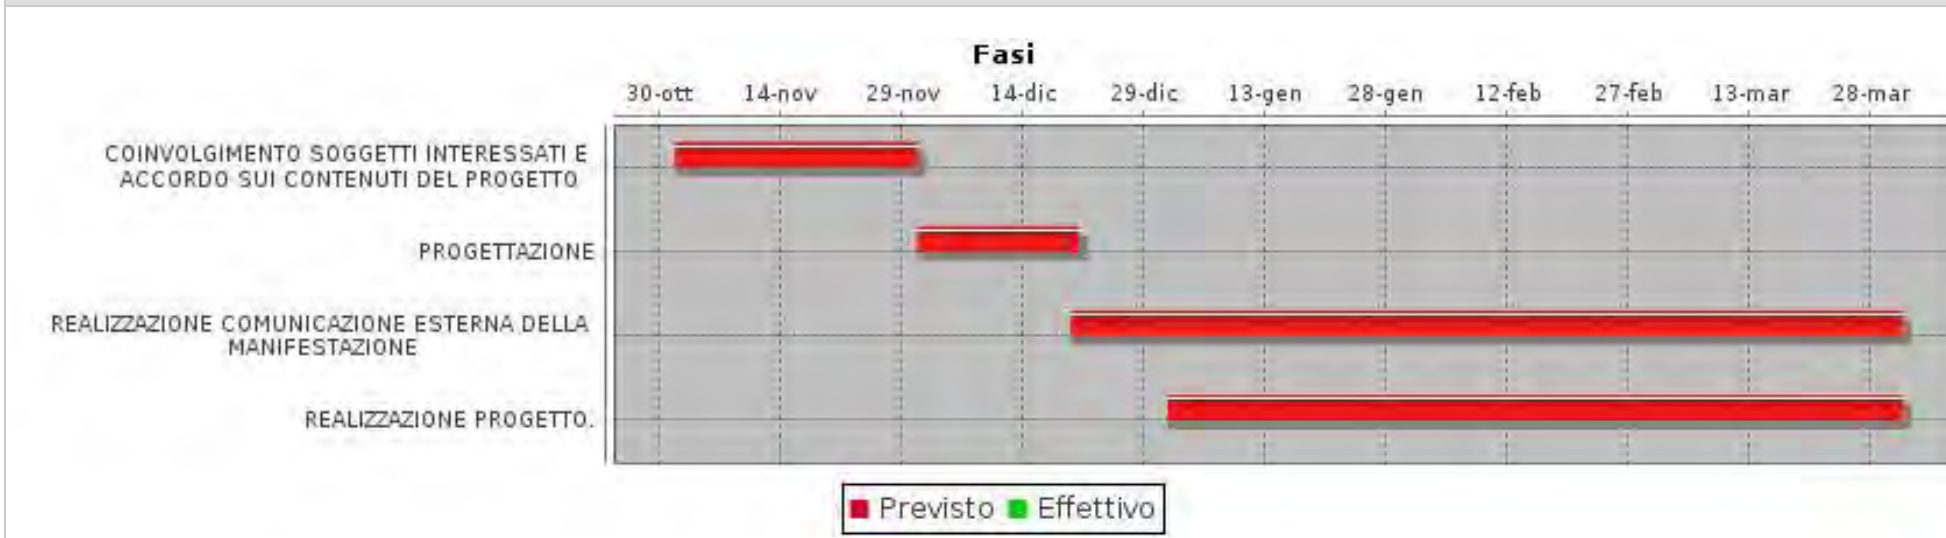 Fasi
30-ott 14-nov 29-nov 14-dic 29-dic 13-gen 28-gen 12-feb 27-feb 13-mar 28-mar
COINVOLGIMENTO SOGGETTI INTERESSATI E
ACCORDO SUI CONTENUTI DEL PROGETTO
PROGETTAZIONE
REALIZZAZIONE COMUNICAZIONE ESTERNA DELLA
MANIFESTAZIONE
REALIZZAZIONE PROGETTO.
Previsto Effettivo